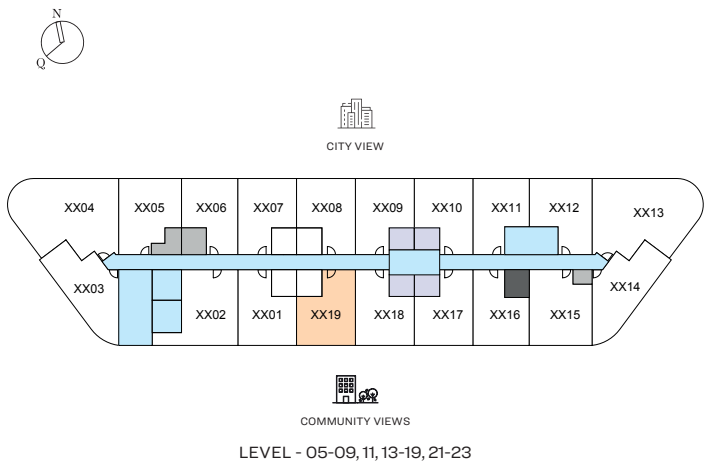 N
Q
CITY VIEW
XX04 XX05 XX06 XX07 XX08 XX09 XX10 XX11 XX12 XX13
XX03 XX14
XX02 XX01 XX19 XX18 XX17 XX16 XX15
COMMUNITY VIEWS
LEVEL - 05-09, 11, 13-19, 21-23